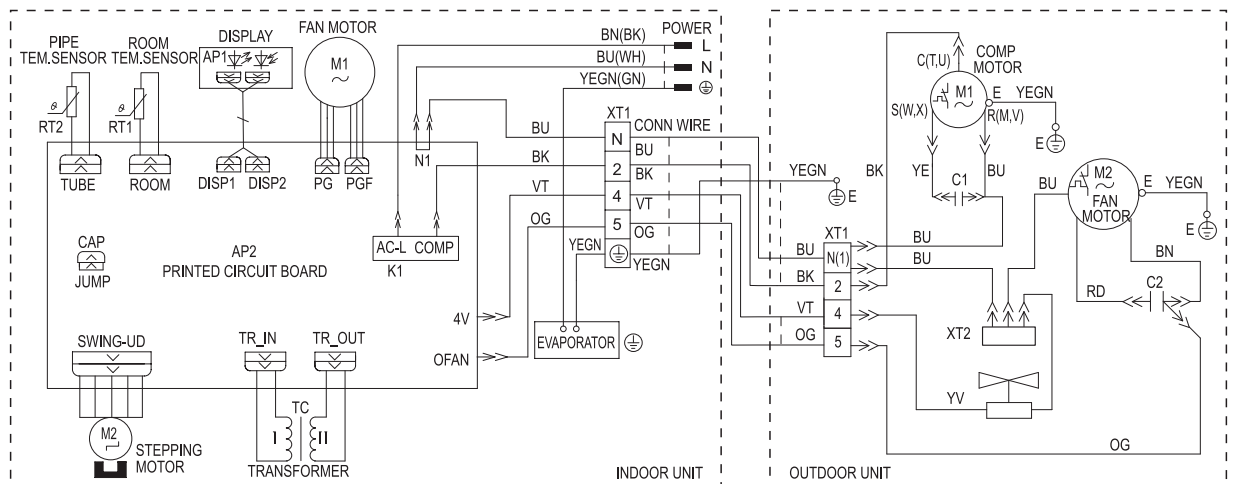 PIPE
TEM.SENSOR
ROOM
TEM.SENSOR
DISPLAY
AP1
FAN MOTOR
M1
~
BN(BK)
BU(WH)
YEGN(GN)
POWER
L
N
θ
RT2
θ
RT1
TUBE
ROOM
DISP1
DISP2
PG
PGF
N1
XT1
N
2
4
5
BU
BK
VT
OG
CONN WIRE
BU
BK
VT
OG
YEGN
YEGN
CAP
JUMP
AP2
PRINTED CIRCUIT BOARD
AC-L
COMP
K1
4V
OFAN
EVAPORATOR
SWING-UD
TR_IN
TR_OUT
M2
STEPPING
MOTOR
TC
I
II
TRANSFORMER
INDOOR UNIT
C(T,U)
COMP
MOTOR
M1
~
S(W,X)
R(M,V)
E
YEGN
E
YEGN
E
BK
YE
C1
BU
BU
M2
~
FAN
MOTOR
E
YEGN
E
XT1
N(1)
2
4
5
BU
BK
VT
OG
BU
BU
BN
RD
C2
XT2
YV
OG
OUTDOOR UNIT